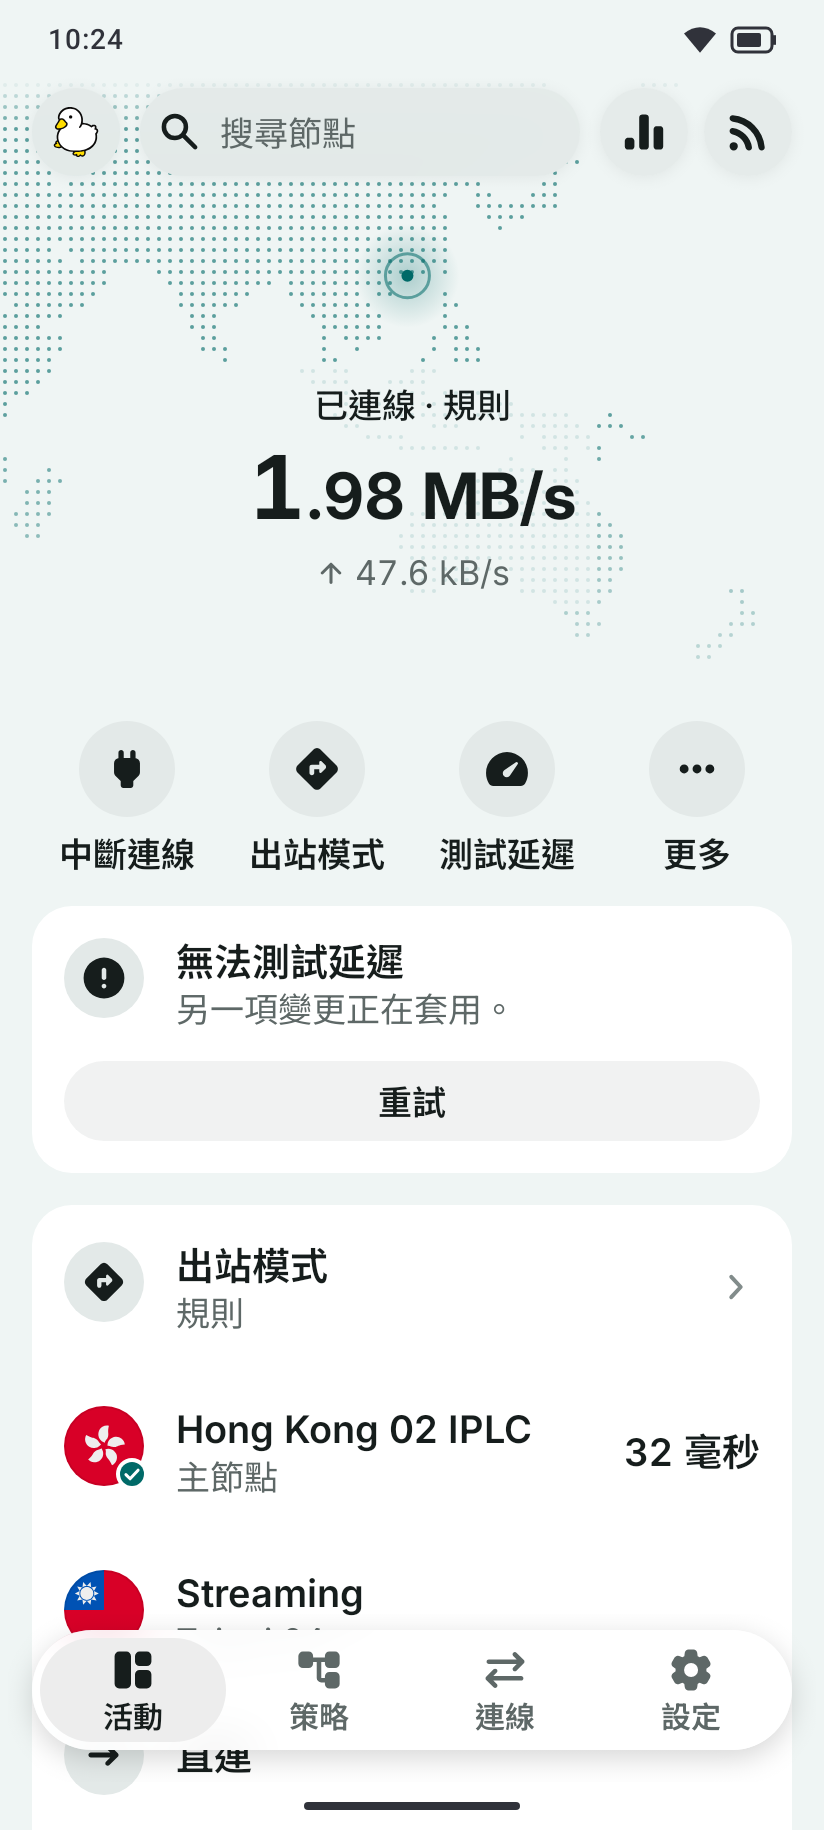 10:24
搜尋節點
已連線 · 規則
1.98 MB/s
↑ 47.6 kB/s
中斷連線
出站模式
測試延遲
更多
無法測試延遲
另一項變更正在套用。
重試
出站模式
規則
Hong Kong 02 IPLC
主節點
32 毫秒
Streaming
活動
策略
連線
設定
直連